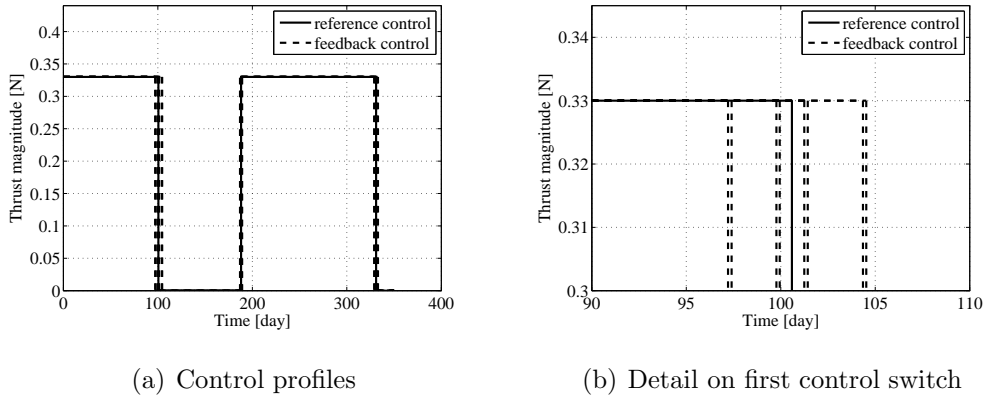 0.4
0.35
0.3
0.25
0.2
0.15
0.1
0.05
0
Thrust magnitude [N]
reference control
feedback control
0 100 200 300 400
Time [day]
(a) Control profiles
0.34
0.33
0.32
0.31
0.3
Thrust magnitude [N]
reference control
feedback control
90 95 100 105 110
Time [day]
(b) Detail on first control switch